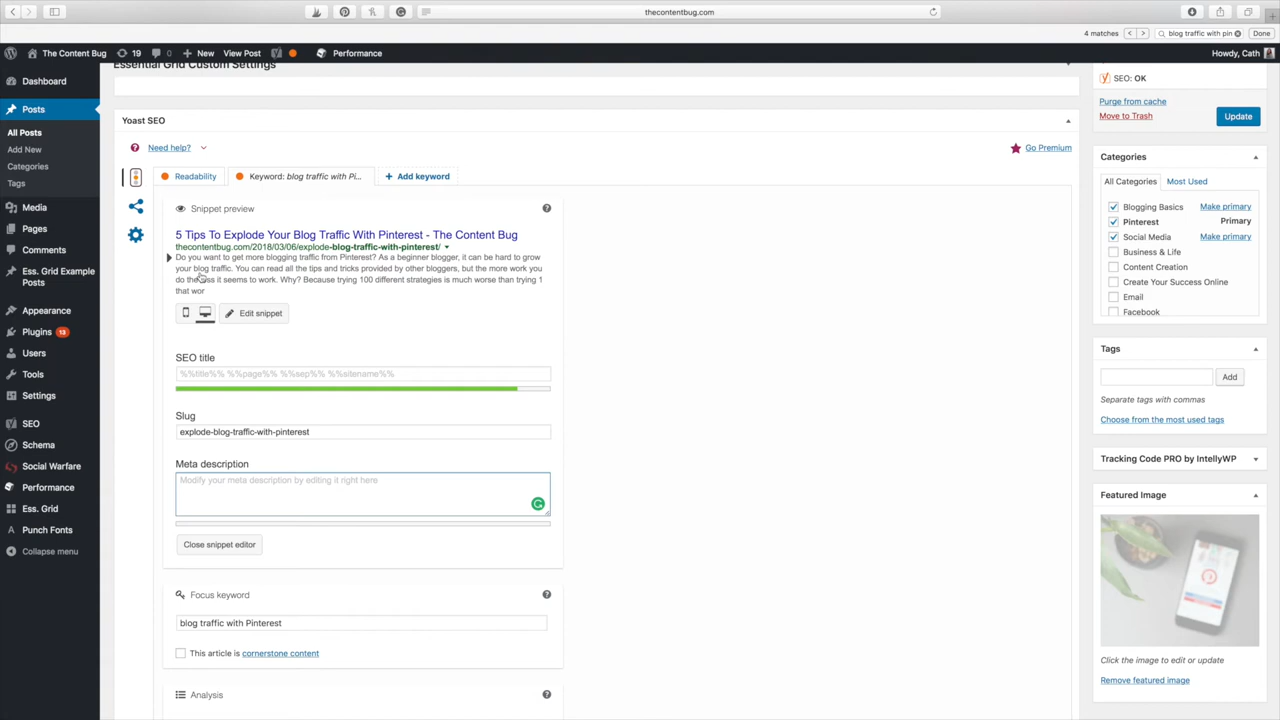 thecontentbug.com
4 matches
blog traffic with pin
Done
The Content Bug
19
0
New
View Post
Performance
Howdy, Cath
Dashboard
Posts
All Posts
Add New
Categories
Tags
Media
Pages
Comments
Ess. Grid Example
Posts
Appearance
Plugins 13
Users
Tools
Settings
SEO
Schema
Social Warfare
Performance
Ess. Grid
Punch Fonts
Collapse menu
Essential Grid Custom Settings
Yoast SEO
Need help?
Go Premium
Readability
Keyword: blog traffic with Pi...
Add keyword
Snippet preview
5 Tips To Explode Your Blog Traffic With Pinterest - The Content Bug
thecontentbug.com/2018/03/06/explode-blog-traffic-with-pinterest/
Do you want to get more blogging traffic from Pinterest? As a beginner blogger, it can be hard to grow
your blog traffic. You can read all the tips and tricks provided by other bloggers, but the more work you
do the ss it seems to work. Why? Because trying 100 different strategies is much worse than trying 1
that wor
Edit snippet
SEO title
%%title%% %%page%% %%sep%% %%sitename%%
Slug
explode-blog-traffic-with-pinterest
Meta description
Modify your meta description by editing it right here
Close snippet editor
Focus keyword
blog traffic with Pinterest
This article is cornerstone content
Analysis
SEO: OK
Purge from cache
Move to Trash
Update
Categories
All Categories
Most Used
Blogging Basics
Make primary
Pinterest
Primary
Social Media
Make primary
Business & Life
Content Creation
Create Your Success Online
Email
Facebook
Tags
Add
Separate tags with commas
Choose from the most used tags
Tracking Code PRO by IntellyWP
Featured Image
Click the image to edit or update
Remove featured image